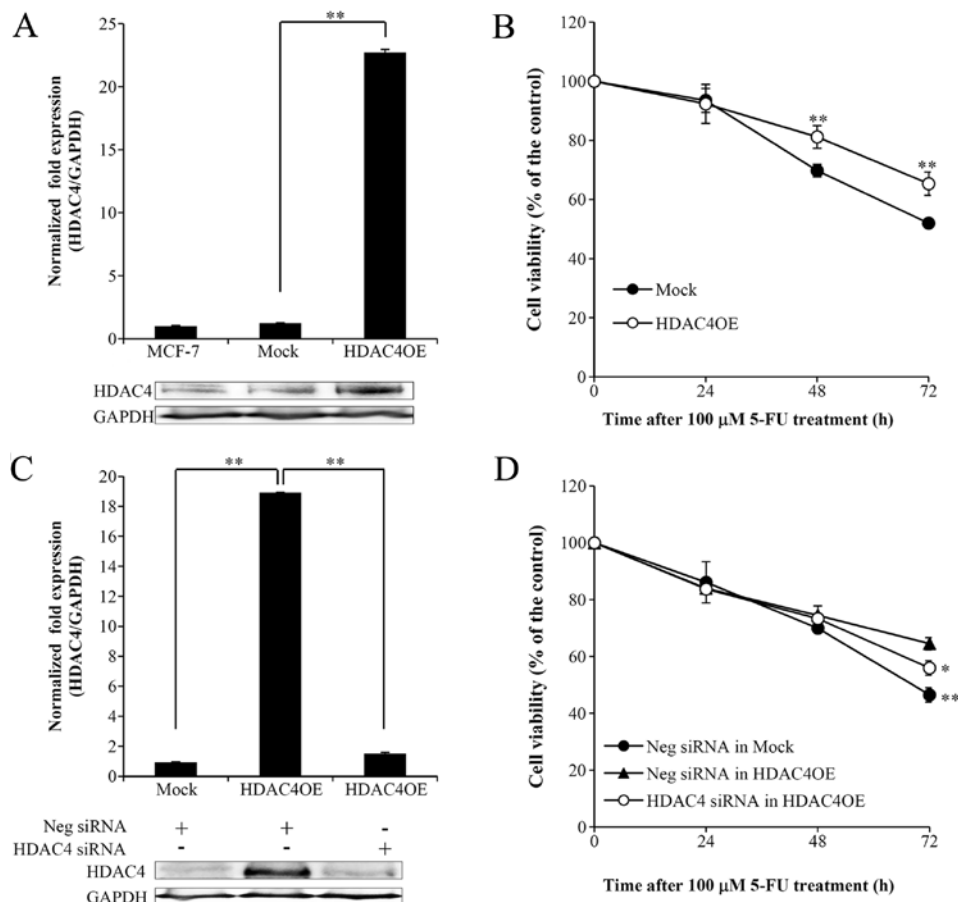 A
**
Normalized fold expression
(HDAC4/GAPDH)
25
20
15
10
5
0
MCF-7 Mock HDAC4OE
HDAC4
GAPDH
B
Cell viability (% of the control)
120
100
80
60
40
20
0
**
**
Mock
HDAC4OE
0 24 48 72
Time after 100 μM 5-FU treatment (h)
C
** **
Normalized fold expression
(HDAC4/GAPDH)
20
18
16
14
12
10
8
6
4
2
0
Mock HDAC4OE HDAC4OE
Neg siRNA + + -
HDAC4 siRNA - - +
HDAC4
GAPDH
D
Cell viability (% of the control)
120
100
80
60
40
20
0
*
**
Neg siRNA in Mock
Neg siRNA in HDAC4OE
HDAC4 siRNA in HDAC4OE
0 24 48 72
Time after 100 μM 5-FU treatment (h)